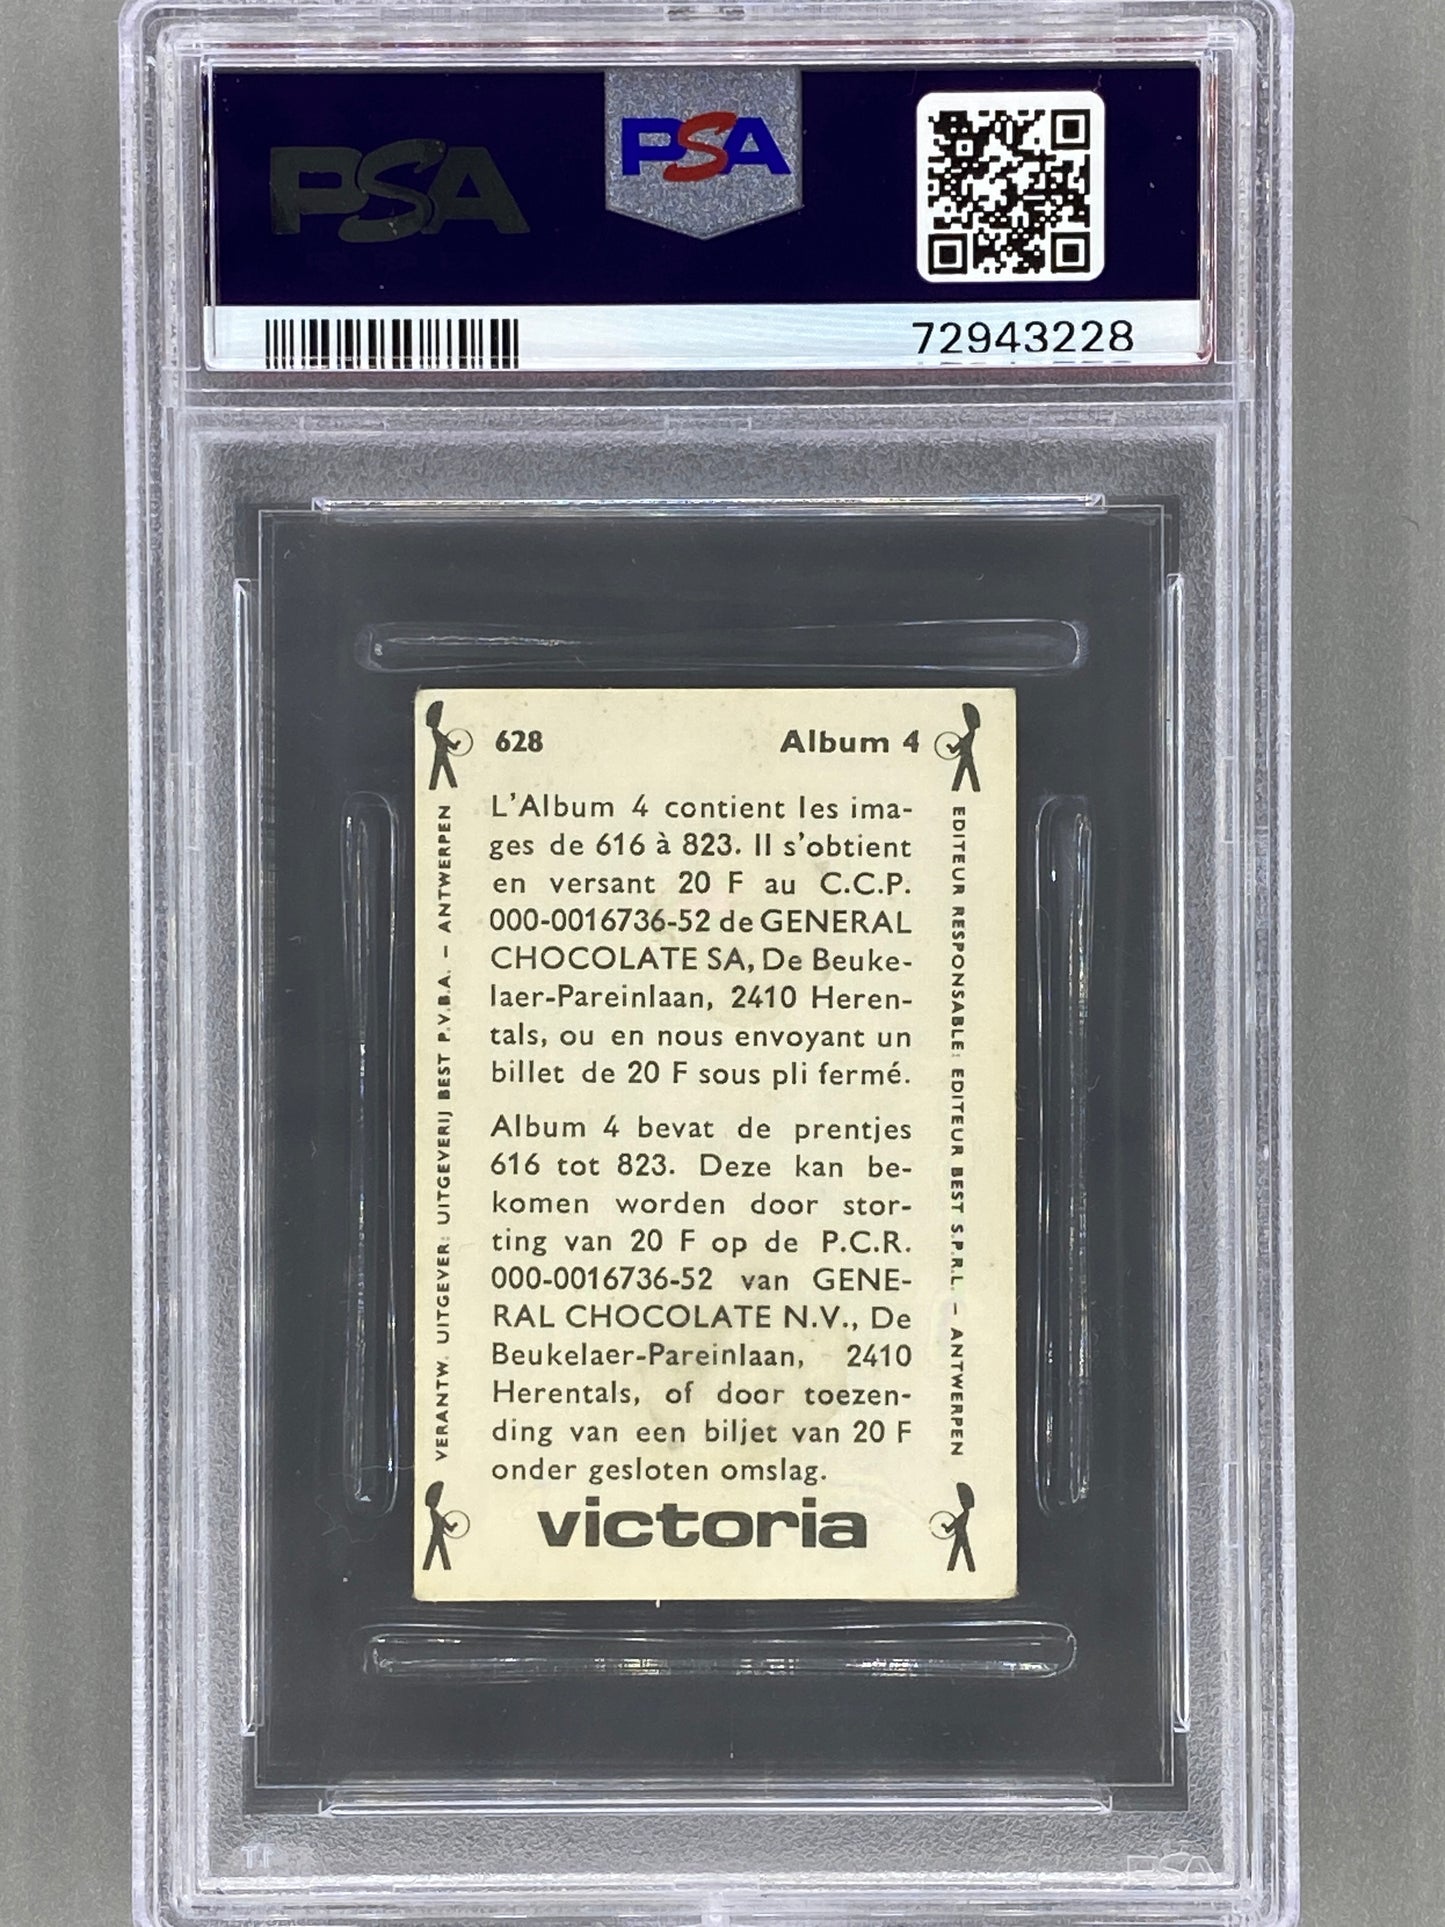 PSA
PSA
72943228
628 Album 4
L'Album 4 contient les ima-
ges de 616 à 823. Il s'obtient
en versant 20 F au C.C.P.
000-0016736-52 de GENERAL
CHOCOLATE SA, De Beuke-
laer-Pareinlaan, 2410 Heren-
tals, ou en nous envoyant un
billet de 20 F sous pli fermé.
Album 4 bevat de prentjes
616 tot 823. Deze kan be-
komen worden door stor-
ting van 20 F op de P.C.R.
000-0016736-52 van GENE-
RAL CHOCOLATE N.V., De
Beukelaer-Pareinlaan, 2410
Herentals, of door toezen-
ding van een biljet van 20 F
onder gesloten omslag.
victoria
VERANTW. UITGEVER: UITGEVERIJ BEST P.V.B.A. – ANTWERPEN
EDITEUR RESPONSABLE: EDITEUR BEST S.P.R.L. – ANTWERPEN
PSA